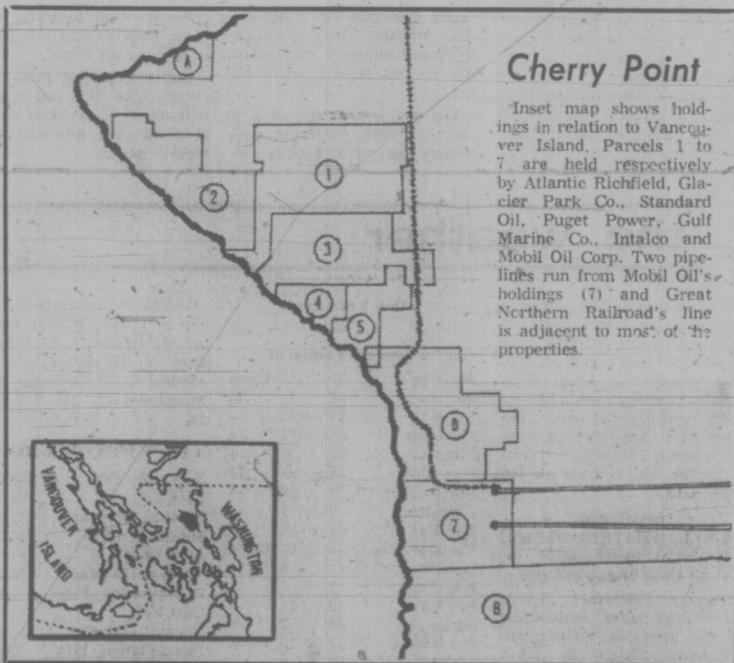 Cherry Point
Inset map shows hold-
ings in relation to Vancou-
ver Island. Parcels 1 to
7 are held respectively
by Atlantic Richfield, Gla-
cier Park Co., Standard
Oil, Puget Power, Gulf
Marine Co., Intalco and
Mobil Oil Corp. Two pipe-
lines run from Mobil Oil's
holdings (7) and Great
Northern Railroad's line
is adjacent to most of the
properties.
A
1
2
3
4
5
6
7
B
VANCOUVER
ISLAND
WASHINGTON